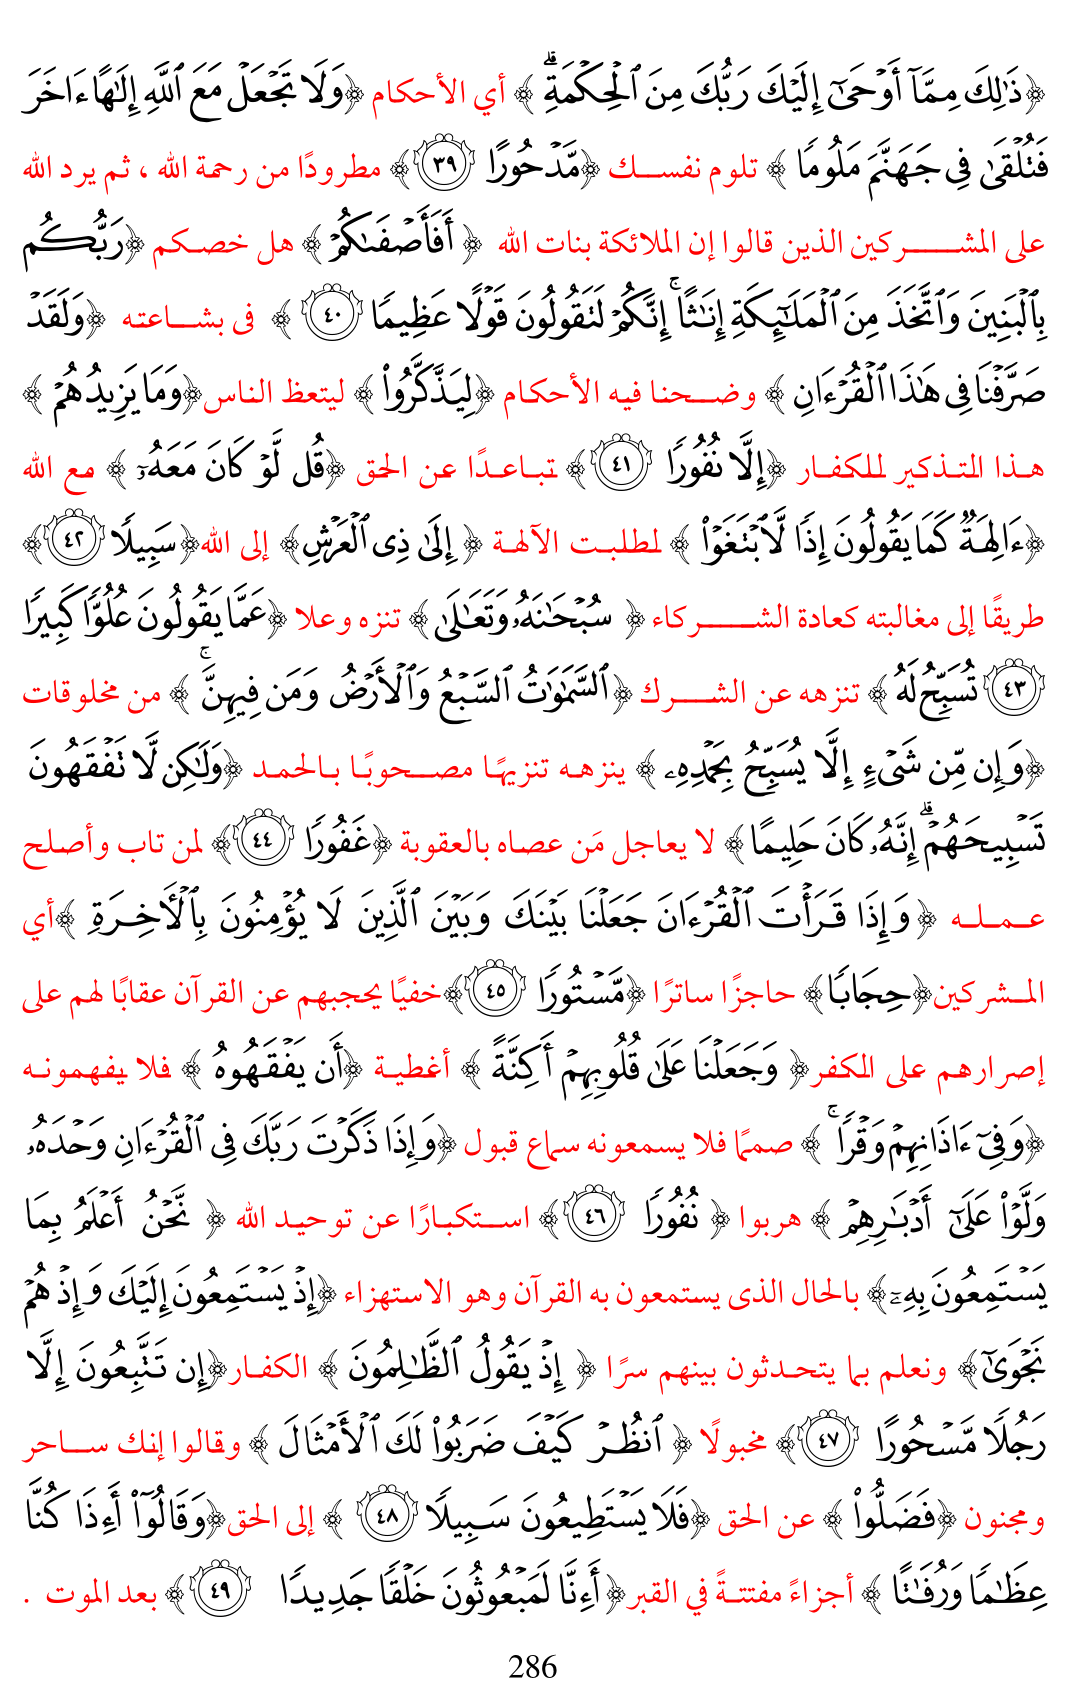 ﴿ذَٰلِكَ مِمَّآ أَوْحَىٰٓ إِلَيْكَ رَبُّكَ مِنَ ٱلْحِكْمَةِ ۗ ﴾ أي الأحكام ﴿وَلَا تَجْعَلْ مَعَ ٱللَّهِ إِلَٰهًا ءَاخَرَ
فَتُلْقَىٰ فِى جَهَنَّمَ مَلُومًا ﴾ تلوم نفسك ﴿مَّدْحُورًا ٣٩﴾ مطرودًا من رحمة الله ، ثم يرد الله
على المشركين الذين قالوا إن الملائكة بنات الله ﴿ أَفَأَصْفَىٰكُمْ ﴾ هل خصكم ﴿رَبُّكُم
بِٱلْبَنِينَ وَٱتَّخَذَ مِنَ ٱلْمَلَٰٓئِكَةِ إِنَٰثًا ۚ إِنَّكُمْ لَتَقُولُونَ قَوْلًا عَظِيمًا ٤٠ ﴾ فى بشاعته ﴿وَلَقَدْ
صَرَّفْنَا فِى هَٰذَا ٱلْقُرْءَانِ ﴾ وضحنا فيه الأحكام ﴿لِيَذَّكَّرُوا۟ ﴾ ليتعظ الناس﴿وَمَا يَزِيدُهُمْ ﴾
هذا التذكير للكفار ﴿إِلَّا نُفُورًا ٤١﴾ تباعدًا عن الحق ﴿قُل لَّوْ كَانَ مَعَهُۥٓ ﴾ مع الله
﴿ءَالِهَةٌ كَمَا يَقُولُونَ إِذًا لَّٱبْتَغَوْا۟ ﴾ لطلبت الآلهة ﴿ إِلَىٰ ذِى ٱلْعَرْشِ﴾ إلى الله﴿سَبِيلًا ٤٢﴾
طريقًا إلى مغالبته كعادة الشركاء ﴿ سُبْحَٰنَهُۥ وَتَعَٰلَىٰ ﴾ تنزه وعلا ﴿عَمَّا يَقُولُونَ عُلُوًّا كَبِيرًا
٤٣ تُسَبِّحُ لَهُ ﴾ تنزهه عن الشرك ﴿ٱلسَّمَٰوَٰتُ ٱلسَّبْعُ وَٱلْأَرْضُ وَمَن فِيهِنَّ ۚ ﴾ من مخلوقات
﴿وَإِن مِّن شَىْءٍ إِلَّا يُسَبِّحُ بِحَمْدِهِۦ ﴾ ينزهه تنزيهًا مصحوبًا بالحمد ﴿وَلَٰكِن لَّا تَفْقَهُونَ
تَسْبِيحَهُمْ ۗ إِنَّهُۥ كَانَ حَلِيمًا ﴾ لا يعاجل مَن عصاه بالعقوبة ﴿غَفُورًا ٤٤﴾ لمن تاب وأصلح
عمله ﴿ وَإِذَا قَرَأْتَ ٱلْقُرْءَانَ جَعَلْنَا بَيْنَكَ وَبَيْنَ ٱلَّذِينَ لَا يُؤْمِنُونَ بِٱلْأَخِرَةِ ﴾أي
المشركين﴿حِجَابًا﴾ حاجزًا ساترًا ﴿مَّسْتُورًا ٤٥﴾خفيًا يحجبهم عن القرآن عقابًا لهم على
إصرارهم على الكفر﴿ وَجَعَلْنَا عَلَىٰ قُلُوبِهِمْ أَكِنَّةً ﴾ أغطية ﴿أَن يَفْقَهُوهُ ﴾ فلا يفهمونه
﴿وَفِىٓ ءَاذَانِهِمْ وَقْرًا ۚ ﴾ صممًا فلا يسمعونه سماع قبول ﴿وَإِذَا ذَكَرْتَ رَبَّكَ فِى ٱلْقُرْءَانِ وَحْدَهُۥ
وَلَّوْا۟ عَلَىٰٓ أَدْبَٰرِهِمْ ﴾ هربوا ﴿ نُفُورًا ٤٦﴾ استكبارًا عن توحيد الله ﴿ نَّحْنُ أَعْلَمُ بِمَا
يَسْتَمِعُونَ بِهِۦٓ ﴾ بالحال الذى يستمعون به القرآن وهو الاستهزاء ﴿إِذْ يَسْتَمِعُونَ إِلَيْكَ وَإِذْ هُمْ
نَجْوَىٰٓ ﴾ ونعلم بما يتحدثون بينهم سرًا ﴿ إِذْ يَقُولُ ٱلظَّٰلِمُونَ ﴾ الكفار﴿إِن تَتَّبِعُونَ إِلَّا
رَجُلًا مَّسْحُورًا ٤٧﴾ مخبولًا ﴿ ٱنظُرْ كَيْفَ ضَرَبُوا۟ لَكَ ٱلْأَمْثَالَ ﴾ وقالوا إنك ساحر
ومجنون ﴿فَضَلُّوا۟ ﴾ عن الحق ﴿فَلَا يَسْتَطِيعُونَ سَبِيلًا ٤٨ ﴾ إلى الحق﴿وَقَالُوٓا۟ أَءِذَا كُنَّا
عِظَٰمًا وَرُفَٰتًا ﴾ أجزاءً مفتتةً في القبر﴿أَءِنَّا لَمَبْعُوثُونَ خَلْقًا جَدِيدًا ٤٩﴾ بعد الموت .
286